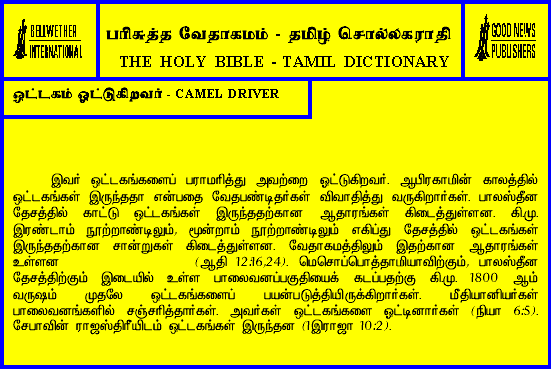 BELLWETHER
INTERNATIONAL
பரிசுத்த வேதாகமம் - தமிழ் சொல்லகராதி
THE HOLY BIBLE - TAMIL DICTIONARY
GOOD NEWS
PUBLISHERS
ஒட்டகம் ஓட்டுகிறவர் - CAMEL DRIVER
இவர் ஒட்டகங்களைப் பராமரித்து அவற்றை ஓட்டுகிறவர். ஆபிரகாமின் காலத்தில்
ஒட்டகங்கள் இருந்ததா என்பதை வேதபண்டிதர்கள் விவாதித்து வருகிறார்கள். பாலஸ்தீன
தேசத்தில் காட்டு ஒட்டகங்கள் இருந்ததற்கான ஆதாரங்கள் கிடைத்துள்ளன. கி.மு.
இரண்டாம் நூற்றாண்டிலும், மூன்றாம் நூற்றாண்டிலும் எகிப்து தேசத்தில் ஒட்டகங்கள்
இருந்ததற்கான சான்றுகள் கிடைத்துள்ளன. வேதாகமத்திலும் இதற்கான ஆதாரங்கள்
உள்ளன (ஆதி 12:16,24). மெசொப்பொத்தாமியாவிற்கும், பாலஸ்தீன
தேசத்திற்கும் இடையில் உள்ள பாலைவனப்பகுதியைக் கடப்பதற்கு கி.மு. 1800 ஆம்
வருஷம் முதலே ஒட்டகங்களைப் பயன்படுத்தியிருக்கிறார்கள். மீதியானியர்கள்
பாலைவனங்களில் சஞ்சரித்தார்கள். அவர்கள் ஒட்டகங்களை ஓட்டினார்கள் (நியா 6:5).
சேபாவின் ராஜஸ்திரீயிடம் ஒட்டகங்கள் இருந்தன (1இராஜா 10:2).